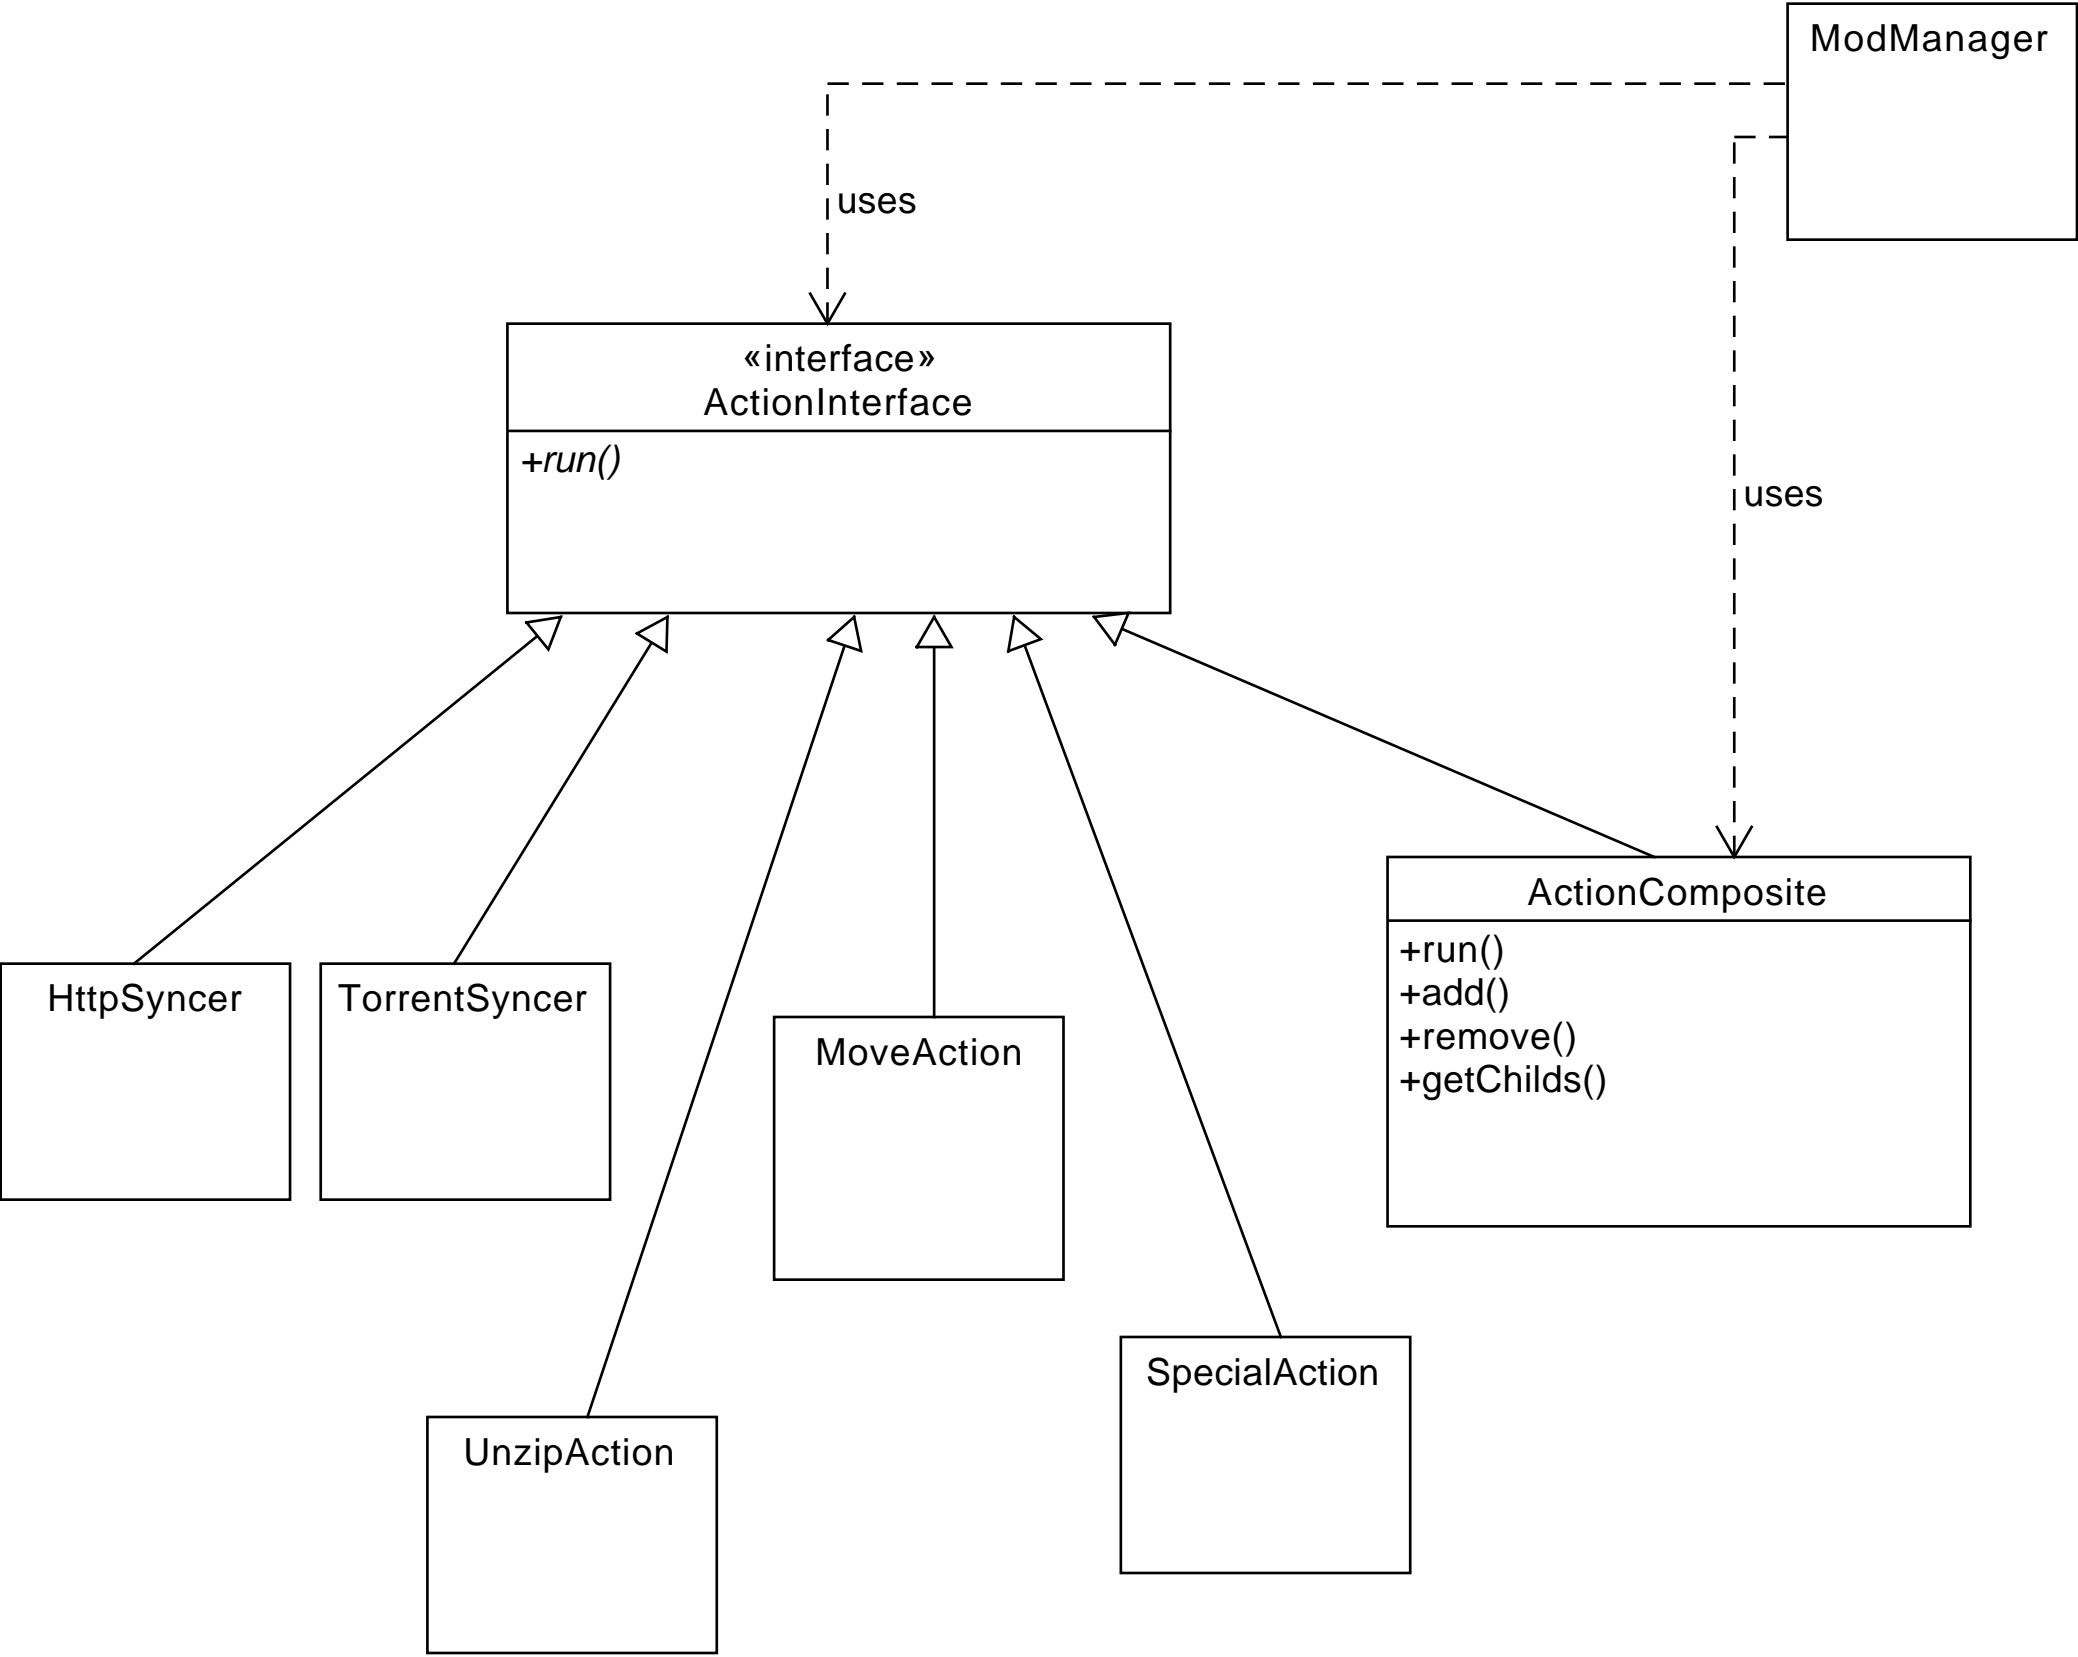 ModManager
uses
«interface»
ActionInterface
+run()
uses
ActionComposite
+run()
+add()
+remove()
+getChilds()
HttpSyncer
TorrentSyncer
MoveAction
SpecialAction
UnzipAction